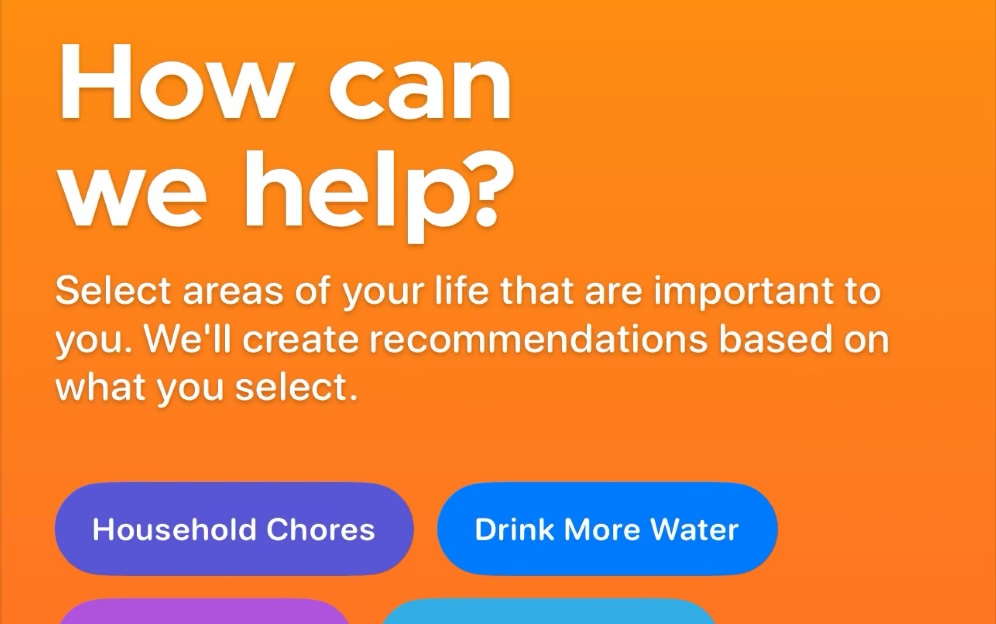 How can
we help?
Select areas of your life that are important to
you. We'll create recommendations based on
what you select.
Household Chores
Drink More Water